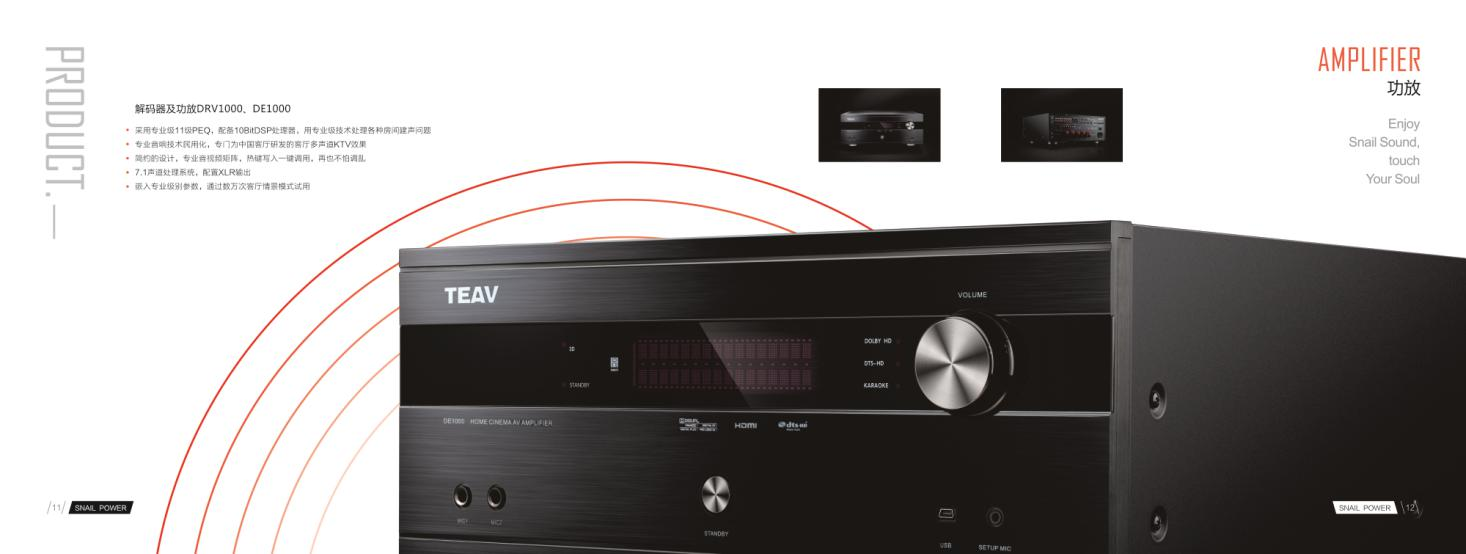 PRODUCT.
解码器及功放DRV1000、DE1000
采用专业级11级PEQ，配备10BitDSP处理器，用专业级技术处理各种房间建声问题
专业音响技术民用化，专门为中国客厅研发的客厅多声道KTV效果
简约的设计，专业音视频矩阵，热键写入一键调用，再也不怕调乱
7.1声道处理系统，配置XLR输出
嵌入专业级别参数，通过数万次客厅情景模式试用
AMPLIFIER
功放
Enjoy
Snail Sound,
touch
Your Soul
TEAV
VOLUME
3D
STANDBY
DOLBY HD
DTS-HD
KARAOKE
DE1000 HOME CINEMA AV AMPLIFIER
HDMI
dts-HD
MIC1
MIC2
STANDBY
USB
SETUP MIC
11
SNAIL POWER
SNAIL POWER
12